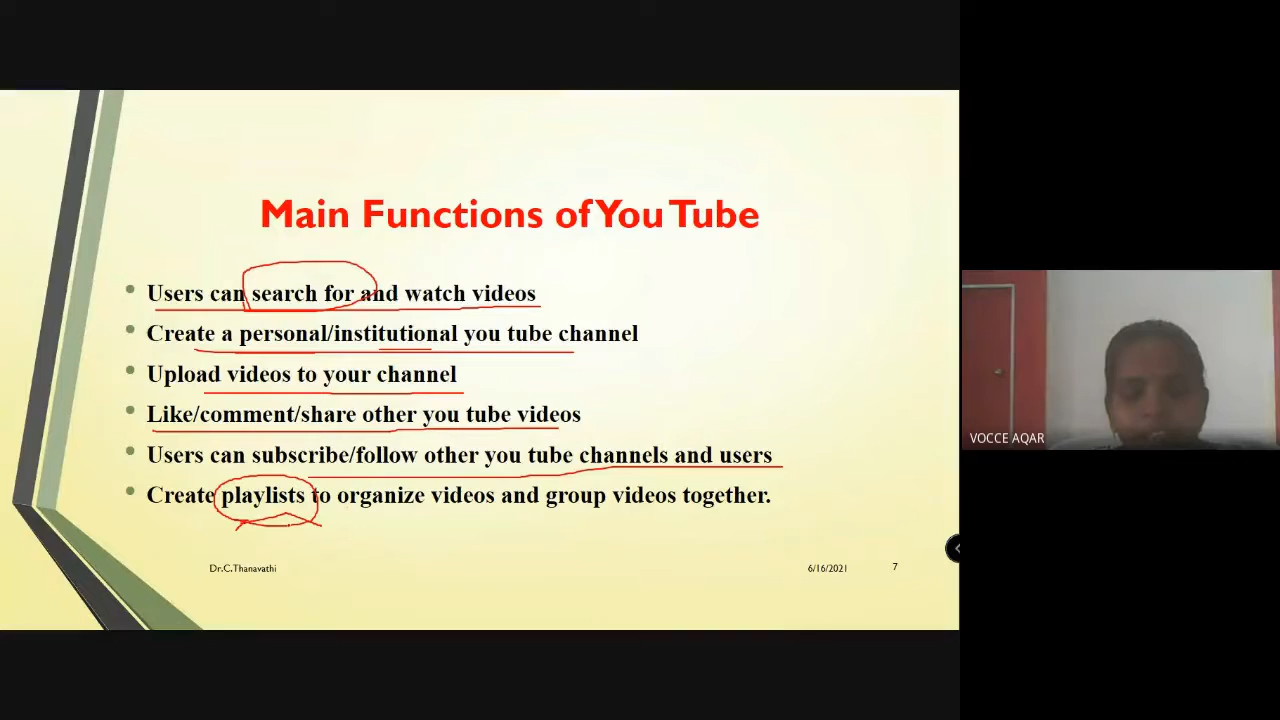 Main Functions of You Tube
Users can search for and watch videos
Create a personal/institutional you tube channel
Upload videos to your channel
Like/comment/share other you tube videos
Users can subscribe/follow other you tube channels and users
Create playlists to organize videos and group videos together.
Dr.C.Thanavathi
6/16/2021
7
VOCCE AQAR